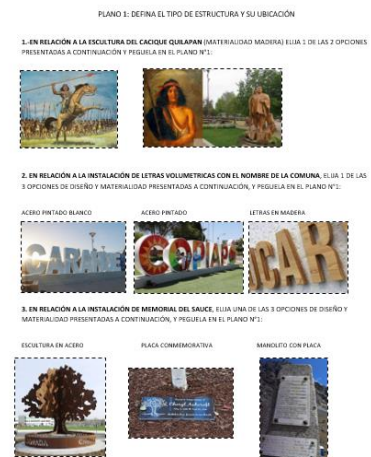 PLANO 1: DEFINA EL TIPO DE ESTRUCTURA Y SU UBICACIÓN
1.-EN RELACIÓN A LA ESCULTURA DEL CACIQUE QUILAPAN (MATERIALIDAD MADERA) ELIJA 1 DE LAS 2 OPCIONES
PRESENTADAS A CONTINUACIÓN Y PEGUELA EN EL PLANO N°1:
2. EN RELACIÓN A LA INSTALACIÓN DE LETRAS VOLUMETRICAS CON EL NOMBRE DE LA COMUNA, ELIJA 1 DE LAS
3 OPCIONES DE DISEÑO Y MATERIALIDAD PRESENTADAS A CONTINUACIÓN, Y PEGUELA EN EL PLANO N°1:
ACERO PINTADO BLANCO ACERO PINTADO LETRAS EN MADERA
COPIAPO
UCAR
3. EN RELACIÓN A LA INSTALACIÓN DE MEMORIAL DEL SAUCE, ELIJA UNA DE LAS 3 OPCIONES DE DISEÑO Y
MATERIALIDAD PRESENTADAS A CONTINUACIÓN, Y PEGUELA EN EL PLANO N°1:
ESCULTURA EN ACERO PLACA CONMEMORATIVA MANOLITO CON PLACA